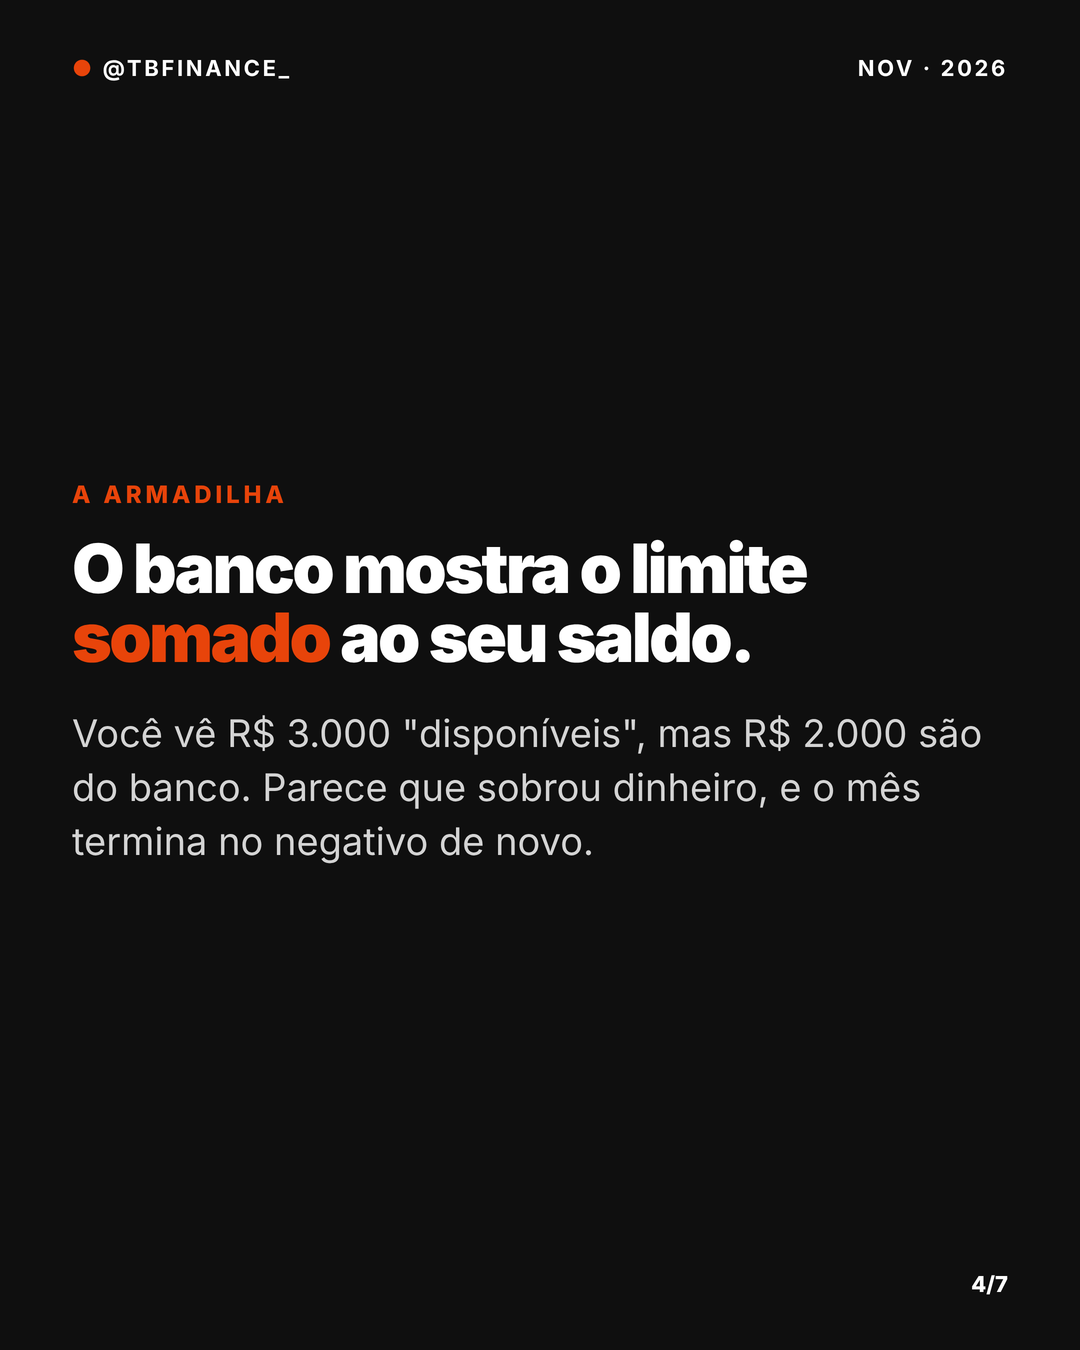 @TBFINANCE_
NOV · 2026
A ARMADILHA
O banco mostra o limite
somado ao seu saldo.
Você vê R$ 3.000 "disponíveis", mas R$ 2.000 são
do banco. Parece que sobrou dinheiro, e o mês
termina no negativo de novo.
4/7